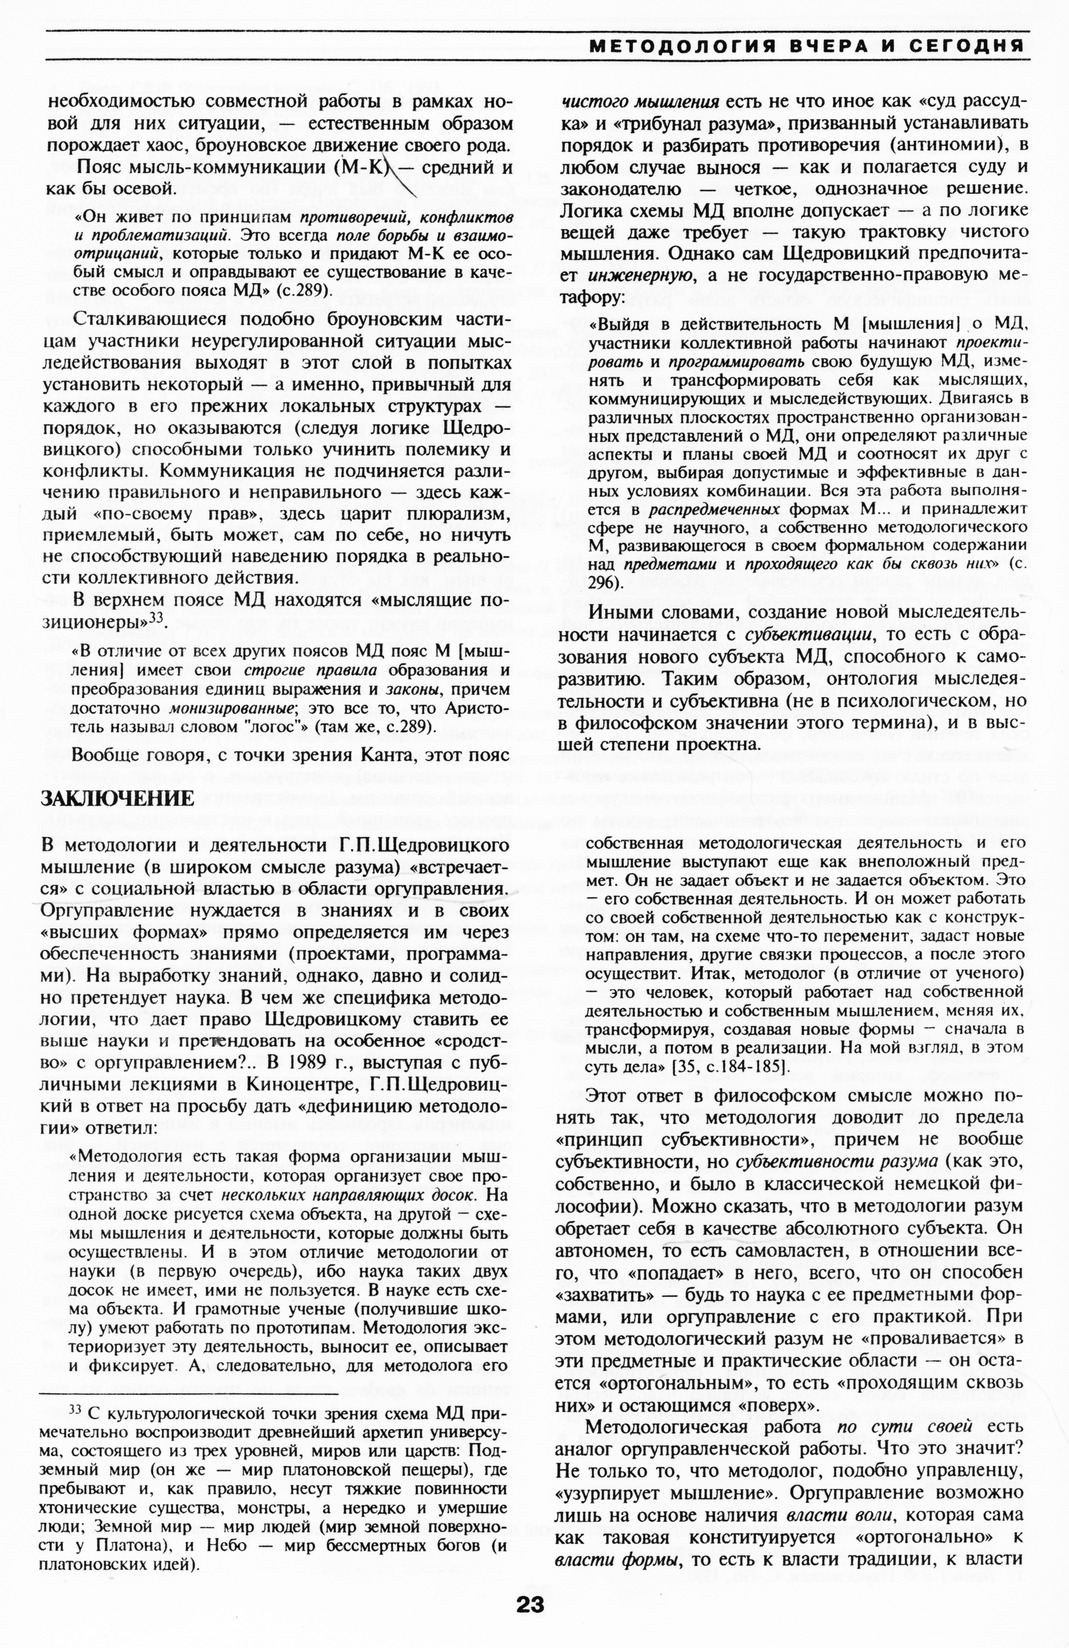 МЕТОДОЛОГИЯ ВЧЕРА И СЕГОДНЯ
необходимостью совместной работы в рамках но-
вой для них ситуации, — естественным образом
порождает хаос, броуновское движение своего рода.
Пояс мысль-коммуникации (М-К) — средний и
как бы осевой.
«Он живет по принципам противоречий, конфликтов
и проблематизаций. Это всегда поле борьбы и взаимо-
отрицаний, которые только и придают М-К ее осо-
бый смысл и оправдывают ее существование в каче-
стве особого пояса МД» (с.289).
Сталкивающиеся подобно броуновским части-
цам участники неурегулированной ситуации мыс-
ледействования выходят в этот слой в попытках
установить некоторый — а именно, привычный для
каждого в его прежних локальных структурах —
порядок, но оказываются (следуя логике Щедро-
вицкого) способными только учинить полемику и
конфликты. Коммуникация не подчиняется разли-
чению правильного и неправильного — здесь каж-
дый «по-своему прав», здесь царит плюрализм,
приемлемый, быть может, сам по себе, но ничуть
не способствующий наведению порядка в реально-
сти коллективного действия.
В верхнем поясе МД находятся «мыслящие по-
зиционеры»33.
«В отличие от всех других поясов МД пояс М [мыш-
ления] имеет свои строгие правила образования и
преобразования единиц выражения и законы, причем
достаточно монизированные; это все то, что Аристо-
тель называл словом "логос"» (там же, с.289).
Вообще говоря, с точки зрения Канта, этот пояс
чистого мышления есть не что иное как «суд рассуд-
ка» и «трибунал разума», призванный устанавливать
порядок и разбирать противоречия (антиномии), в
любом случае вынося — как и полагается суду и
законодателю — четкое, однозначное решение.
Логика схемы МД вполне допускает — а по логике
вещей даже требует — такую трактовку чистого
мышления. Однако сам Щедровицкий предпочита-
ет инженерную, а не государственно-правовую ме-
тафору:
«Выйдя в действительность М [мышления] о МД,
участники коллективной работы начинают проекти-
ровать и программировать свою будущую МД, изме-
нять и трансформировать себя как мыслящих,
коммуницирующих и мыследействующих. Двигаясь в
различных плоскостях пространственно организован-
ных представлений о МД, они определяют различные
аспекты и планы своей МД и соотносят их друг с
другом, выбирая допустимые и эффективные в дан-
ных условиях комбинации. Вся эта работа выполня-
ется в распредмеченных формах М... и принадлежит
сфере не научного, а собственно методологического
М, развивающегося в своем формальном содержании
над предметами и проходящего как бы сквозь них» (с.
296).
Иными словами, создание новой мыследеятель-
ности начинается с субъективации, то есть с обра-
зования нового субъекта МД, способного к само-
развитию. Таким образом, онтология мыследея-
тельности и субъективна (не в психологическом, но
в философском значении этого термина), и в выс-
шей степени проектна.
ЗАКЛЮЧЕНИЕ
В методологии и деятельности Г.П.Щедровицкого
мышление (в широком смысле разума) «встречает-
ся» с социальной властью в области оргуправления.
Оргуправление нуждается в знаниях и в своих
«высших формах» прямо определяется им через
обеспеченность знаниями (проектами, программа-
ми). На выработку знаний, однако, давно и солид-
но претендует наука. В чем же специфика методо-
логии, что дает право Щедровицкому ставить ее
выше науки и претендовать на особенное «сродст-
во» с оргуправлением?.. В 1989 г., выступая с пуб-
личными лекциями в Киноцентре, Г.П.Щедровиц-
кий в ответ на просьбу дать «дефиницию методоло-
гии» ответил:
«Методология есть такая форма организации мыш-
ления и деятельности, которая организует свое про-
странство за счет нескольких направляющих досок. На
одной доске рисуется схема объекта, на другой — схе-
мы мышления и деятельности, которые должны быть
осуществлены. И в этом отличие методологии от
науки (в первую очередь), ибо наука таких двух
досок не имеет, ими не пользуется. В науке есть схе-
ма объекта. И грамотные ученые (получившие шко-
лу) умеют работать по прототипам. Методология экс-
териоризует эту деятельность, выносит ее, описывает
и фиксирует. А, следовательно, для методолога его
собственная методологическая деятельность и его
мышление выступают еще как внеположный пред-
мет. Он не задает объект и не задается объектом. Это
— его собственная деятельность. И он может работать
со своей собственной деятельностью как с конструк-
том: он там, на схеме что-то переменит, задаст новые
направления, другие связки процессов, а после этого
осуществит. Итак, методолог (в отличие от ученого)
— это человек, который работает над собственной
деятельностью и собственным мышлением, меняя их,
трансформируя, создавая новые формы — сначала в
мысли, а потом в реализации. На мой взгляд, в этом
суть дела» [35, с.184-185].
Этот ответ в философском смысле можно по-
нять так, что методология доводит до предела
«принцип субъективности», причем не вообще
субъективности, но субъективности разума (как это,
собственно, и было в классической немецкой фи-
лософии). Можно сказать, что в методологии разум
обретает себя в качестве абсолютного субъекта. Он
автономен, то есть самовластен, в отношении все-
го, что «попадает» в него, всего, что он способен
«захватить» — будь то наука с ее предметными фор-
мами, или оргуправление с его практикой. При
этом методологический разум не «проваливается» в
эти предметные и практические области — он оста-
ется «ортогональным», то есть «проходящим сквозь
них» и остающимся «поверх».
Методологическая работа по сути своей есть
аналог оргуправленческой работы. Что это значит?
Не только то, что методолог, подобно управленцу,
«узурпирует мышление». Оргуправление возможно
лишь на основе наличия власти воли, которая сама
как таковая конституируется «ортогонально» к
власти формы, то есть к власти традиции, к власти
33 С культурологической точки зрения схема МД при-
мечательно воспроизводит древнейший архетип универсу-
ма, состоящего из трех уровней, миров или царств: Под-
земный мир (он же — мир платоновской пещеры), где
пребывают и, как правило, несут тяжкие повинности
хтонические существа, монстры, а нередко и умершие
люди; Земной мир — мир людей (мир земной поверхно-
сти у Платона), и Небо — мир бессмертных богов (и
платоновских идей).
23